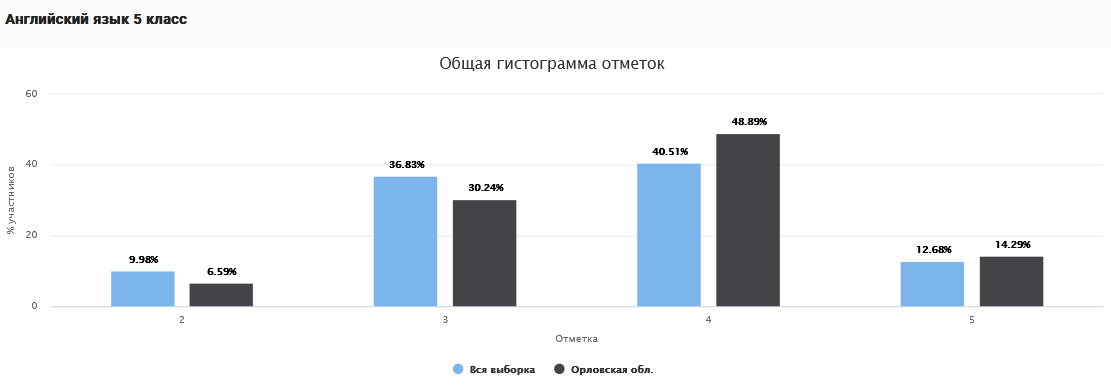 Английский язык 5 класс
Общая гистограмма отметок
60
40
20
0
% участников
9.98%
6.59%
36.83%
30.24%
40.51%
48.89%
12.68%
14.29%
2
3
4
5
Отметка
Вся выборка
Орловская обл.